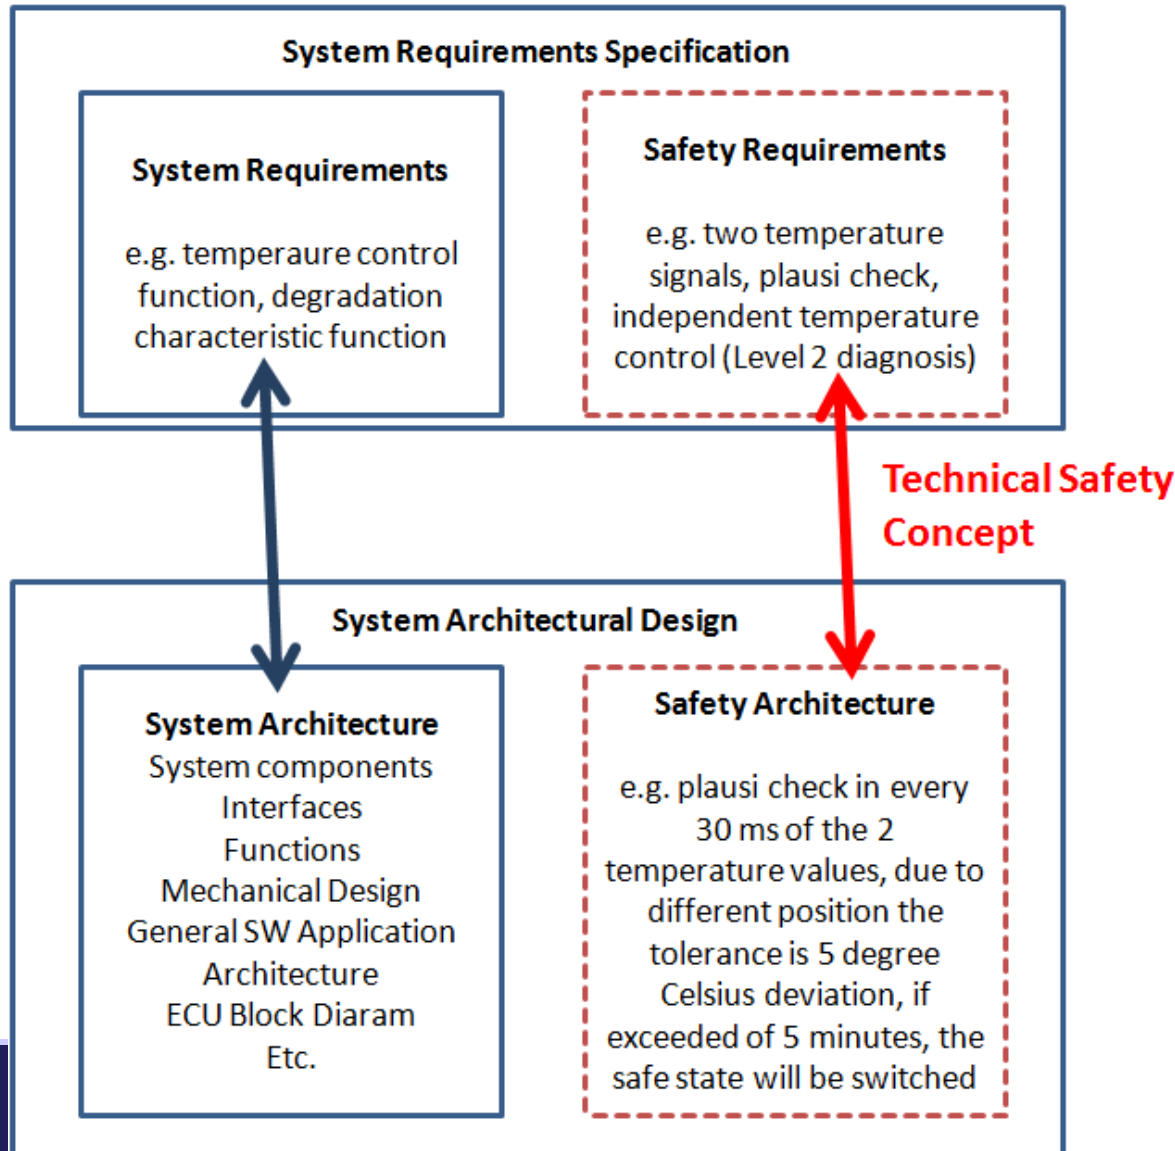 System Requirements Specification
System Requirements
e.g. temperaure control
function, degradation
characteristic function
Safety Requirements
e.g. two temperature
signals, plausi check,
independent temperature
control (Level 2 diagnosis)
Technical Safety
Concept
System Architectural Design
System Architecture
System components
Interfaces
Functions
Mechanical Design
General SW Application
Architecture
ECU Block Diaram
Etc.
Safety Architecture
e.g. plausi check in every
30 ms of the 2
temperature values, due to
different position the
tolerance is 5 degree
Celsius deviation, if
exceeded of 5 minutes, the
safe state will be switched